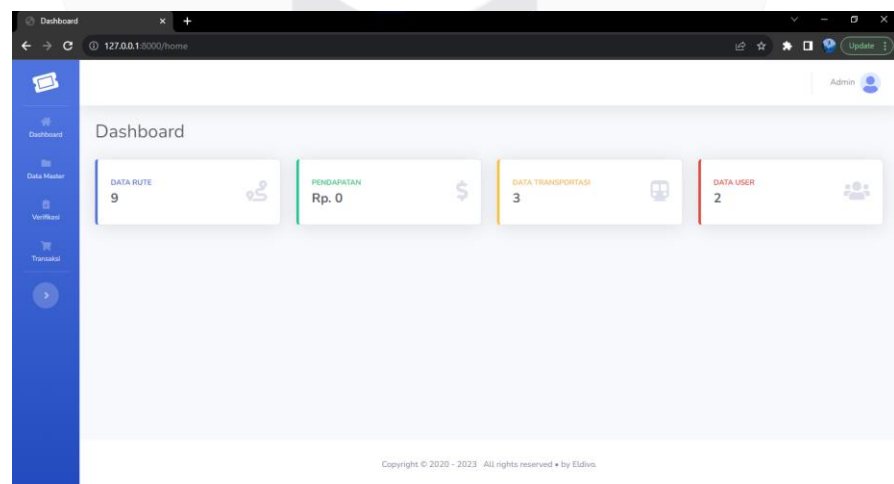 Dashboard
127.0.0.1:8000/home
Update
Admin
Dashboard
Data Master
Verifikasi
Transaksi
Dashboard
DATA RUTE
9
PENDAPATAN
Rp. 0
DATA TRANSPORTASI
3
DATA USER
2
Copyright © 2020 - 2023 All rights reserved • by Eldivo.